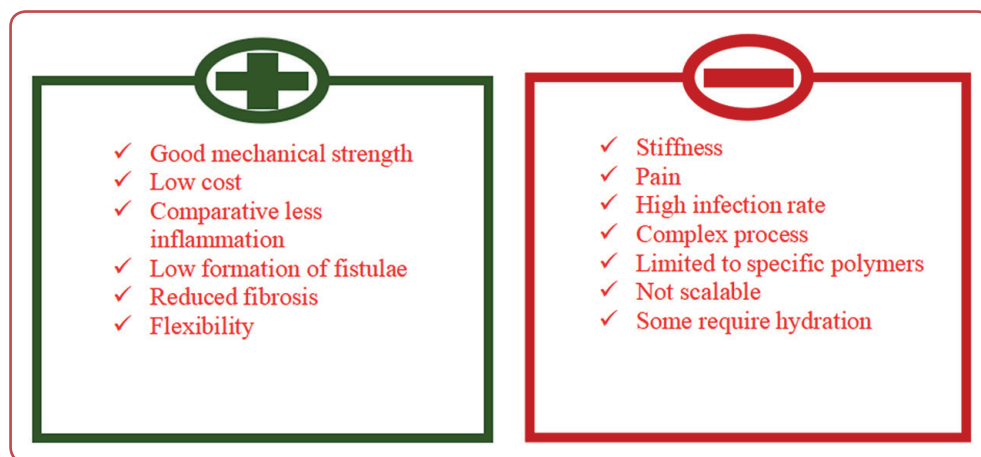 ✓ Good mechanical strength
✓ Low cost
✓ Comparative less
inflammation
✓ Low formation of fistulae
✓ Reduced fibrosis
✓ Flexibility
✓ Stiffness
✓ Pain
✓ High infection rate
✓ Complex process
✓ Limited to specific polymers
✓ Not scalable
✓ Some require hydration